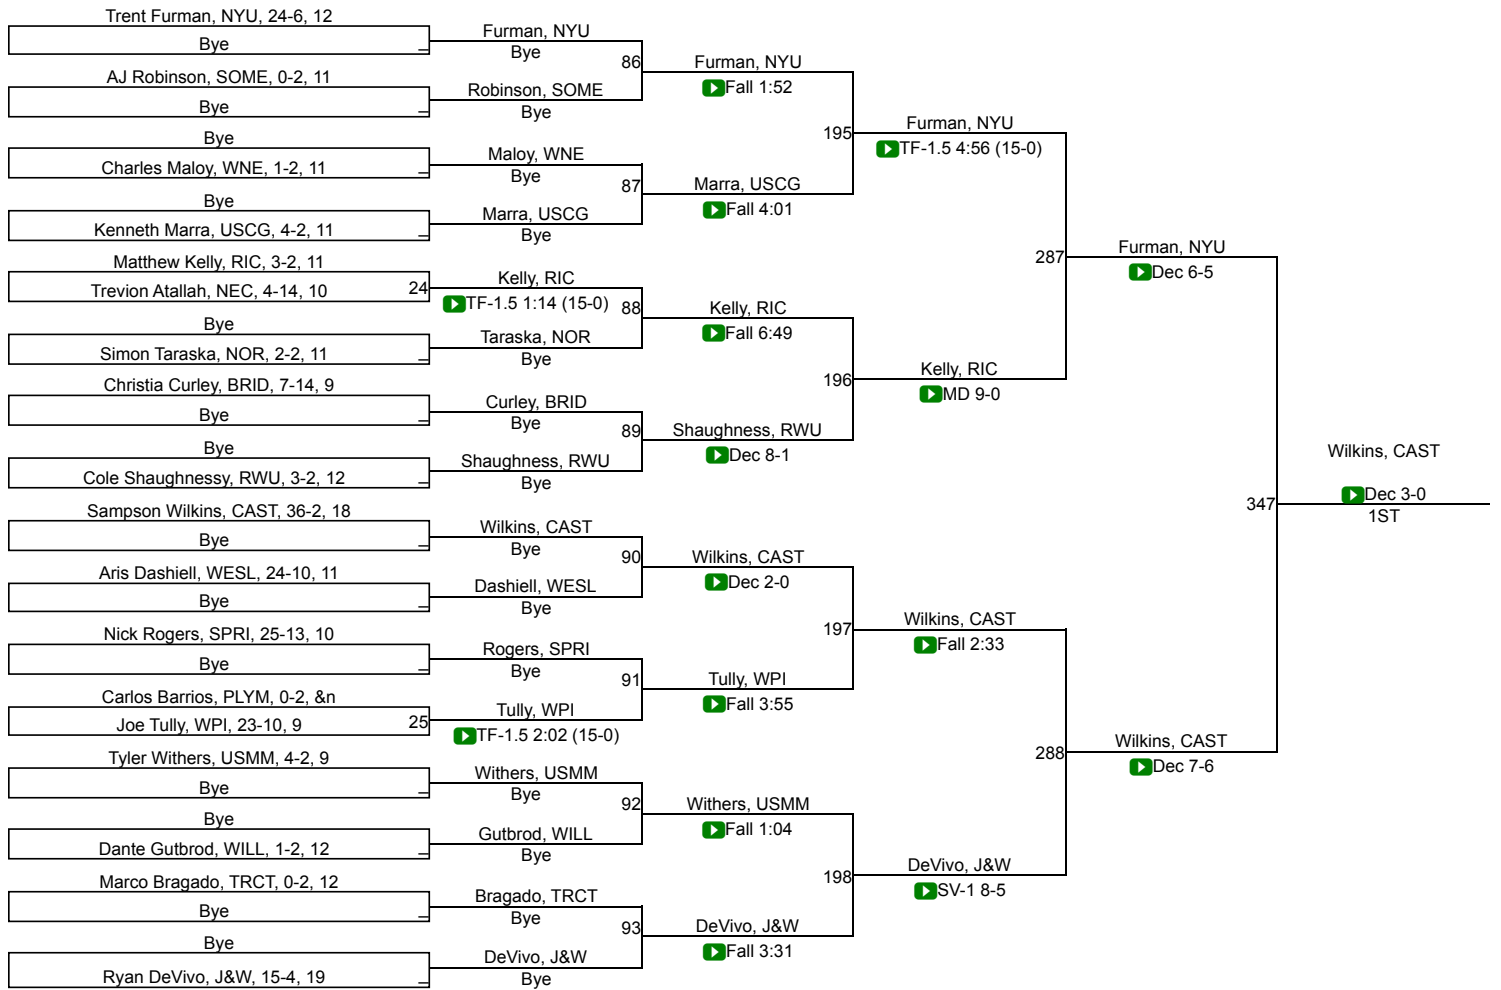 Trent Furman, NYU, 24-6, 12
Bye
AJ Robinson, SOME, 0-2, 11
Bye
Bye
Charles Maloy, WNE, 1-2, 11
Bye
Kenneth Marra, USCG, 4-2, 11
Matthew Kelly, RIC, 3-2, 11
Trevion Atallah, NEC, 4-14, 10
24
Bye
Simon Taraska, NOR, 2-2, 11
Christia Curley, BRID, 7-14, 9
Bye
Bye
Cole Shaughnessy, RWU, 3-2, 12
Sampson Wilkins, CAST, 36-2, 18
Bye
Aris Dashiell, WESL, 24-10, 11
Bye
Nick Rogers, SPRI, 25-13, 10
Bye
Carlos Barrios, PLYM, 0-2, &n
Joe Tully, WPI, 23-10, 9
25
Tyler Withers, USMM, 4-2, 9
Bye
Bye
Dante Gutbrod, WILL, 1-2, 12
Marco Bragado, TRCT, 0-2, 12
Bye
Bye
Ryan DeVivo, J&W, 15-4, 19
Furman, NYU
Bye
86
Robinson, SOME
Bye
Maloy, WNE
Bye
87
Marra, USCG
Bye
Kelly, RIC
TF-1.5 1:14 (15-0)
88
Taraska, NOR
Bye
Curley, BRID
Bye
89
Shaughness, RWU
Bye
Wilkins, CAST
Bye
90
Dashiell, WESL
Bye
Rogers, SPRI
Bye
91
Tully, WPI
TF-1.5 2:02 (15-0)
Withers, USMM
Bye
92
Gutbrod, WILL
Bye
Bragado, TRCT
Bye
93
DeVivo, J&W
Bye
Furman, NYU
Fall 1:52
195
Marra, USCG
Fall 4:01
Kelly, RIC
Fall 6:49
196
Shaughness, RWU
Dec 8-1
Wilkins, CAST
Dec 2-0
197
Tully, WPI
Fall 3:55
Withers, USMM
Fall 1:04
198
DeVivo, J&W
Fall 3:31
Furman, NYU
TF-1.5 4:56 (15-0)
287
Kelly, RIC
MD 9-0
Wilkins, CAST
Fall 2:33
288
DeVivo, J&W
SV-1 8-5
Furman, NYU
Dec 6-5
347
Wilkins, CAST
Dec 7-6
Wilkins, CAST
Dec 3-0
1ST